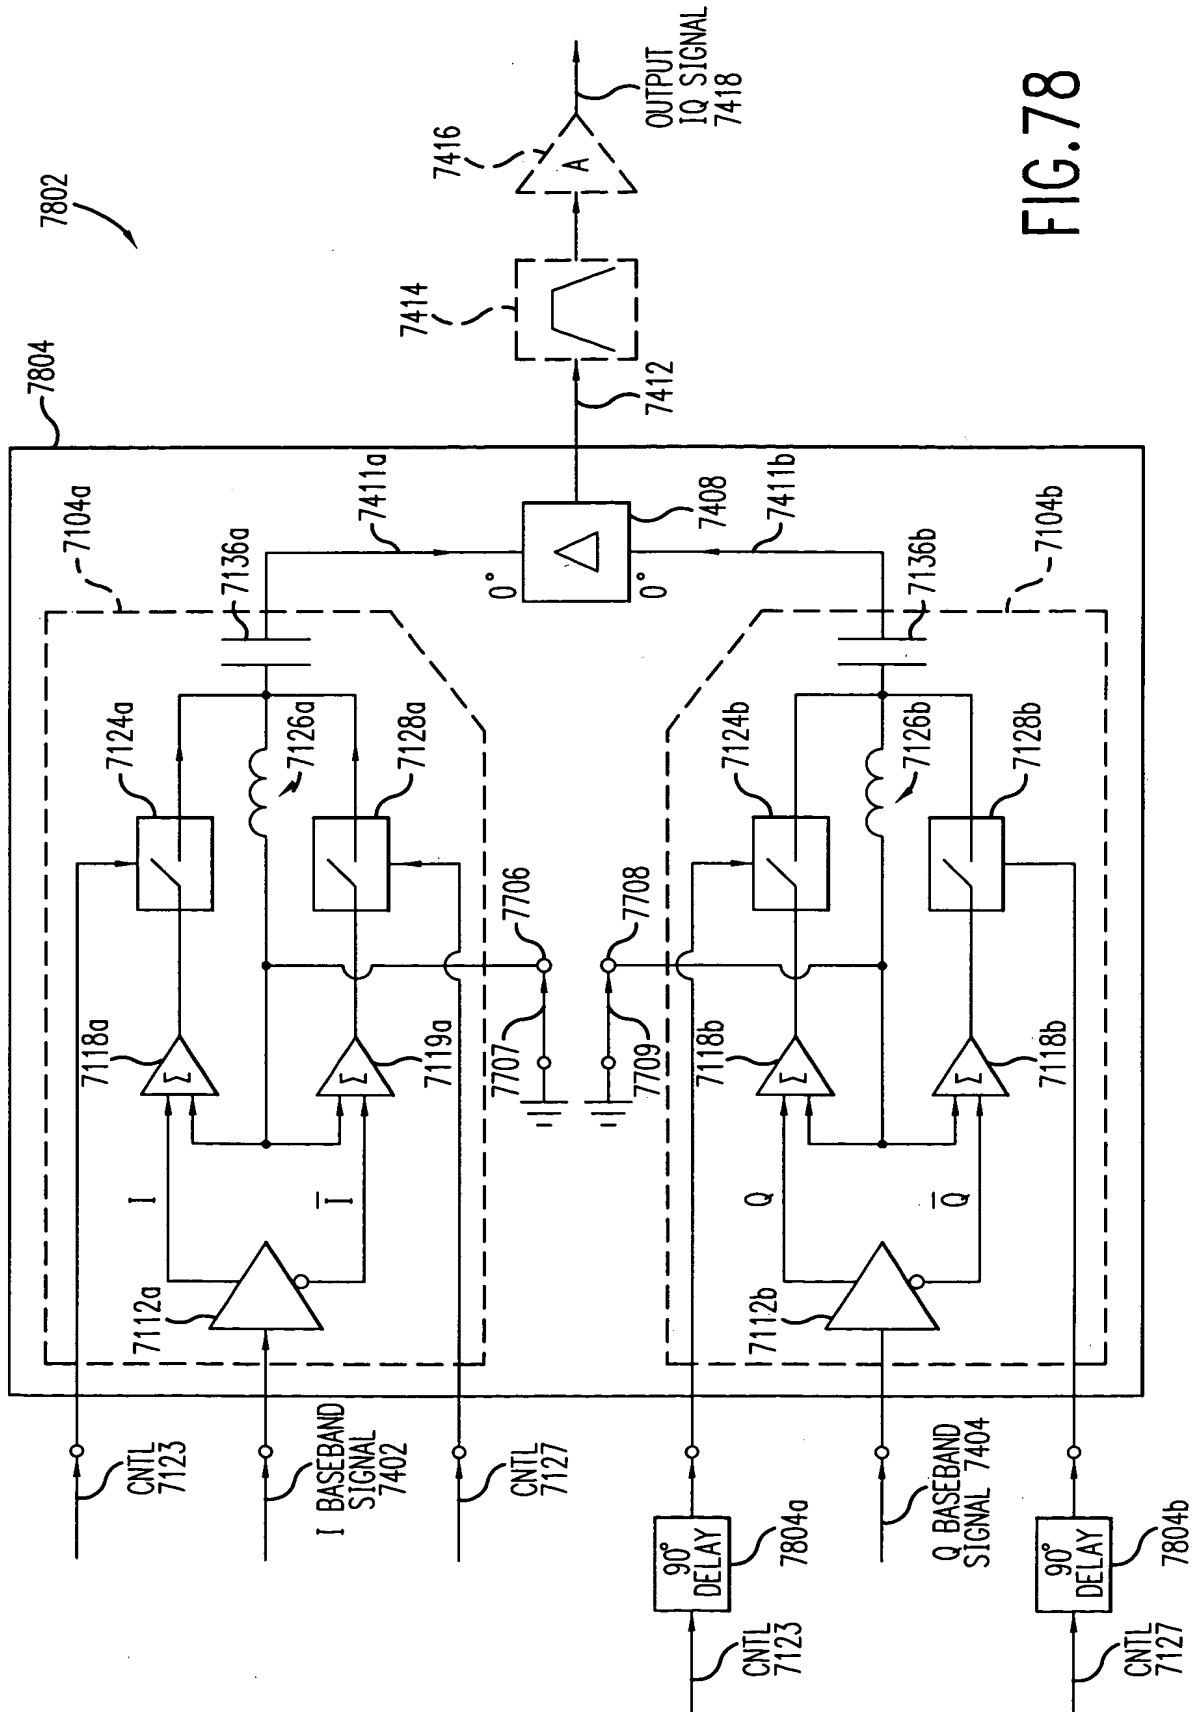 7802
7804
7104a
7124a
7136a
7118a
7126a
7112a
I
Σ
7411a
7414
7416
A
OUTPUT
IQ SIGNAL
7418
CNTL
7123
I BASEBAND
SIGNAL
7402
CNTL
7127
I
Σ
7119a
7128a
7706
7707
0°
0°
7408
7412
7708
7709
7411b
7104b
7124b
7136b
7118b
7126b
7112b
Q
Σ
Q
Σ
7118b
7128b
90°
DELAY
7804a
CNTL
7123
Q BASEBAND
SIGNAL 7404
90°
DELAY
7804b
CNTL
7127
FIG.78